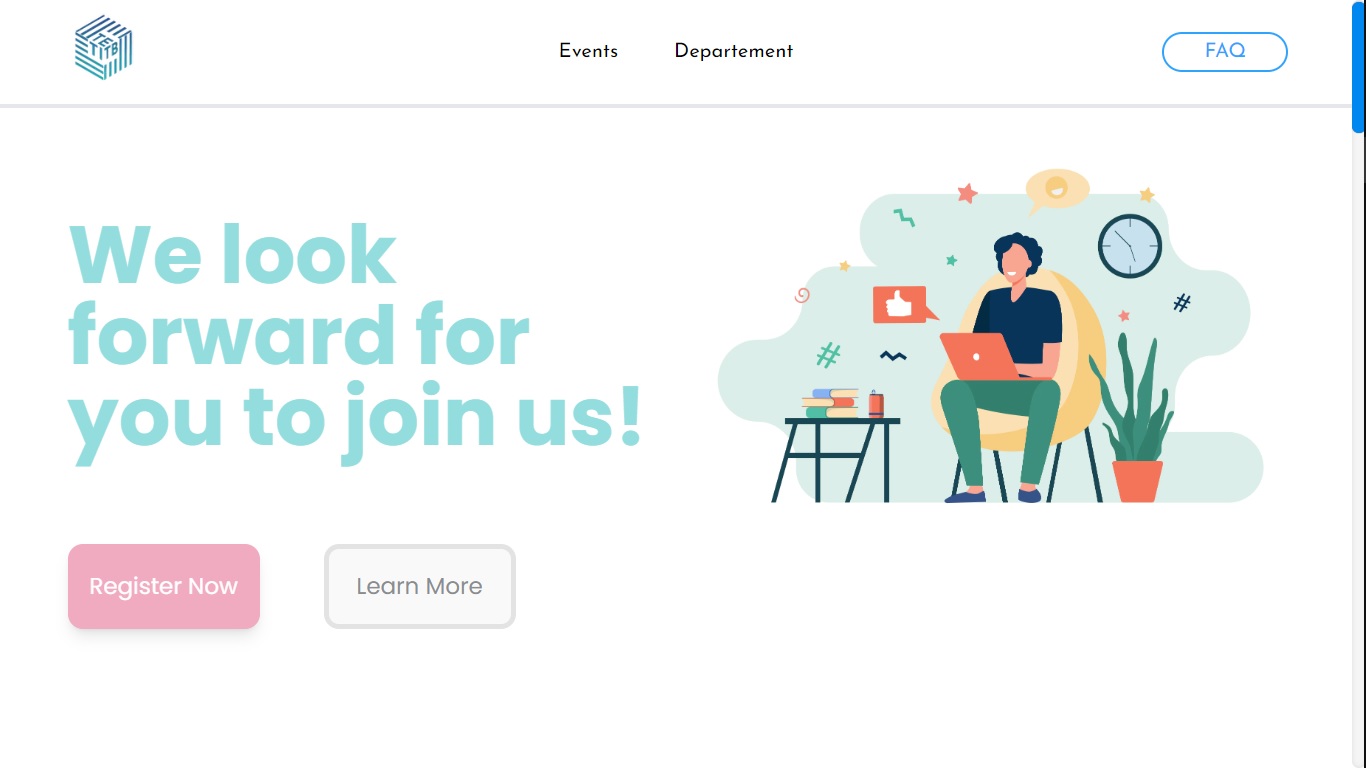 Events
Departement
FAQ
We look
forward for
you to join us!
Register Now
Learn More